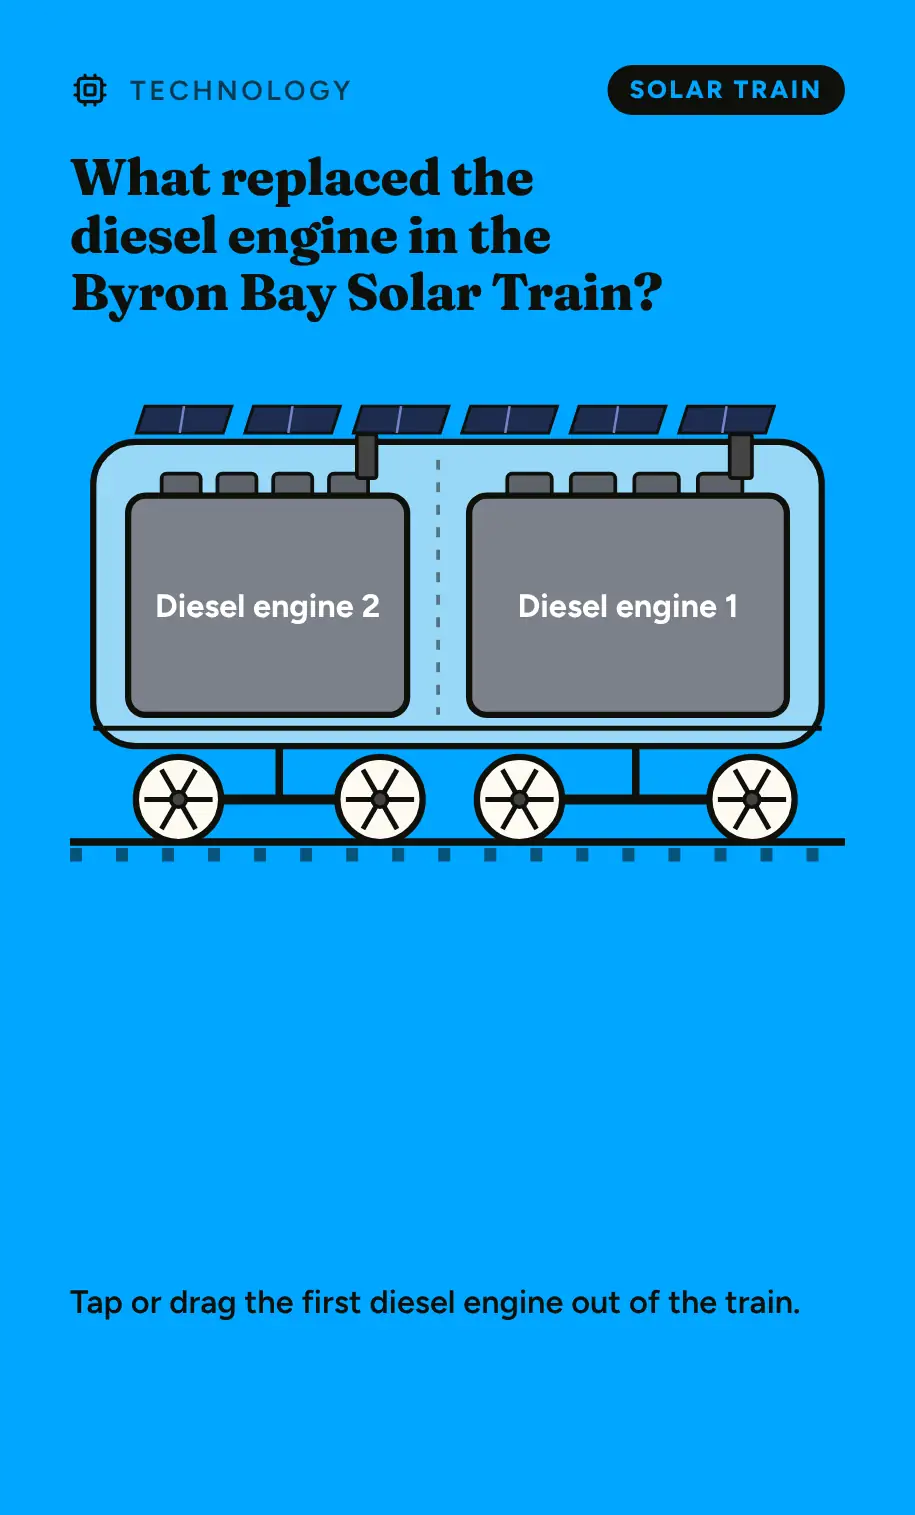 TECHNOLOGY
SOLAR TRAIN
What replaced the
diesel engine in the
Byron Bay Solar Train?
Diesel engine 2
Diesel engine 1
Tap or drag the first diesel engine out of the train.